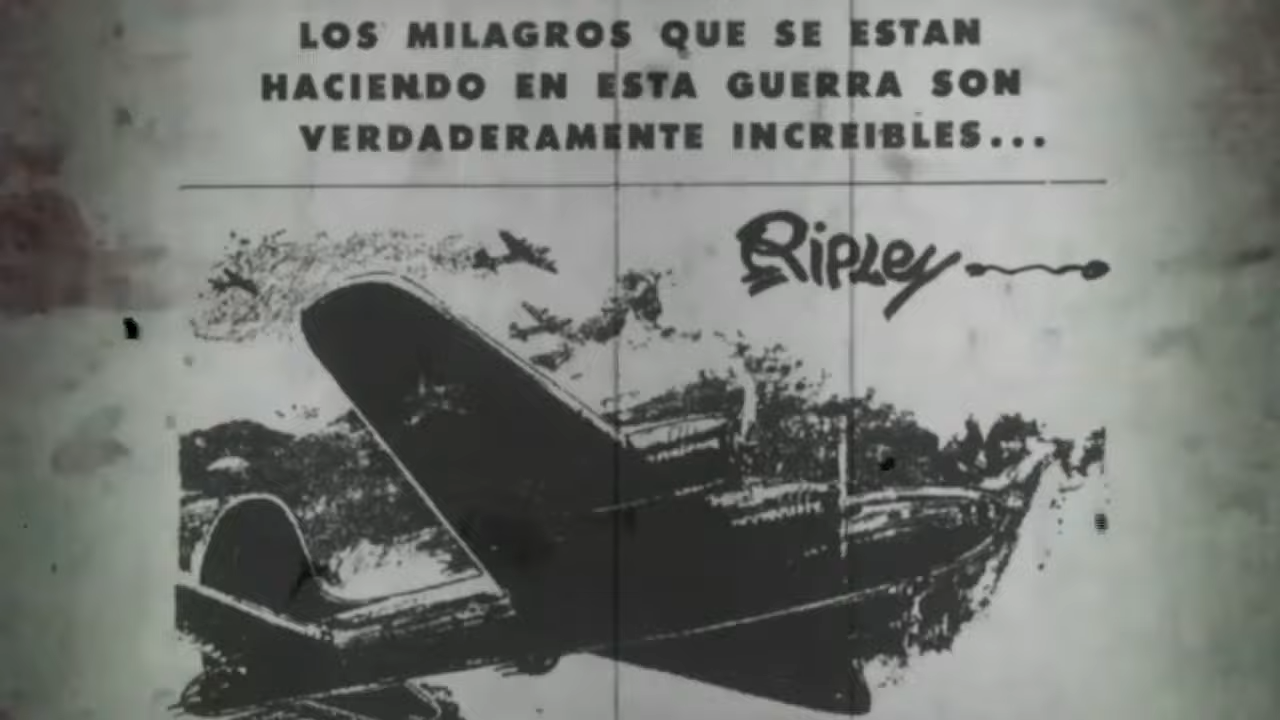 LOS MILAGROS QUE SE ESTAN
HACIENDO EN ESTA GUERRA SON
VERDADERAMENTE INCREIBLES...
Ripley